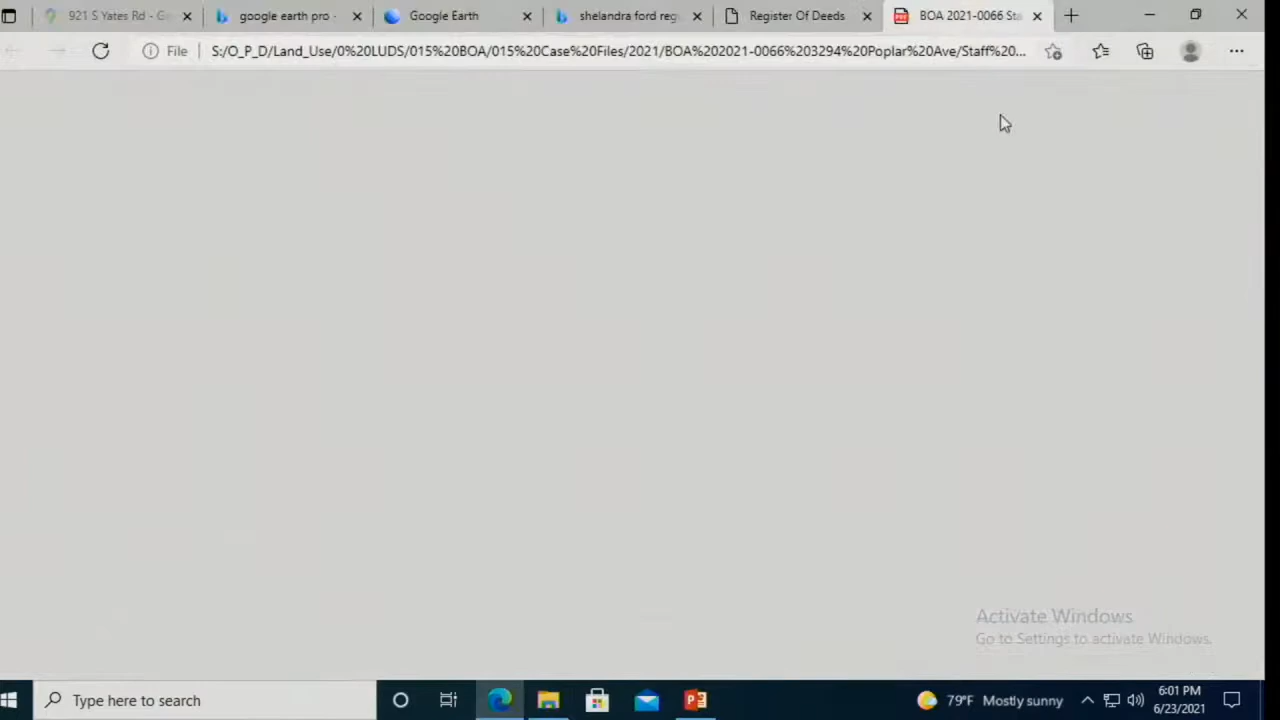 921 S Yates Rd - G
google earth pro -
Google Earth
shelandra ford reg
Register Of Deeds
BOA 2021-0066 Sta
File
S:/O_P_D/Land_Use/0%20LUDS/015%20BOA/015%20Case%20Files/2021/BOA%202021-0066%203294%20Poplar%20Ave/Staff%20...
Activate Windows
Go to Settings to activate Windows.
Type here to search
79°F Mostly sunny
6:01 PM
6/23/2021